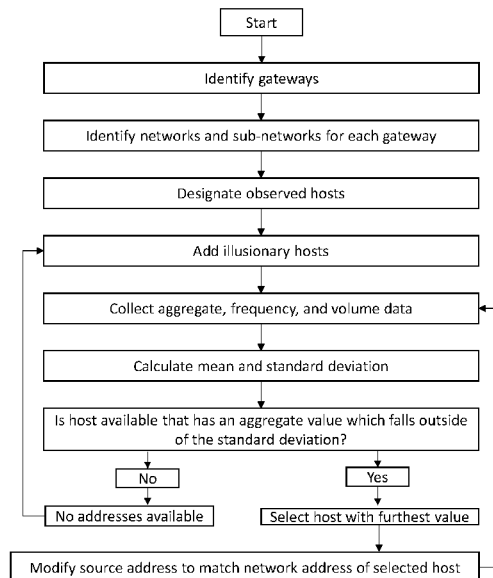 Start
Identify gateways
Identify networks and sub-networks for each gateway
Designate observed hosts
Add illusionary hosts
Collect aggregate, frequency, and volume data
Calculate mean and standard deviation
Is host available that has an aggregate value which falls outside
of the standard deviation?
No
Yes
No addresses available
Select host with furthest value
Modify source address to match network address of selected host